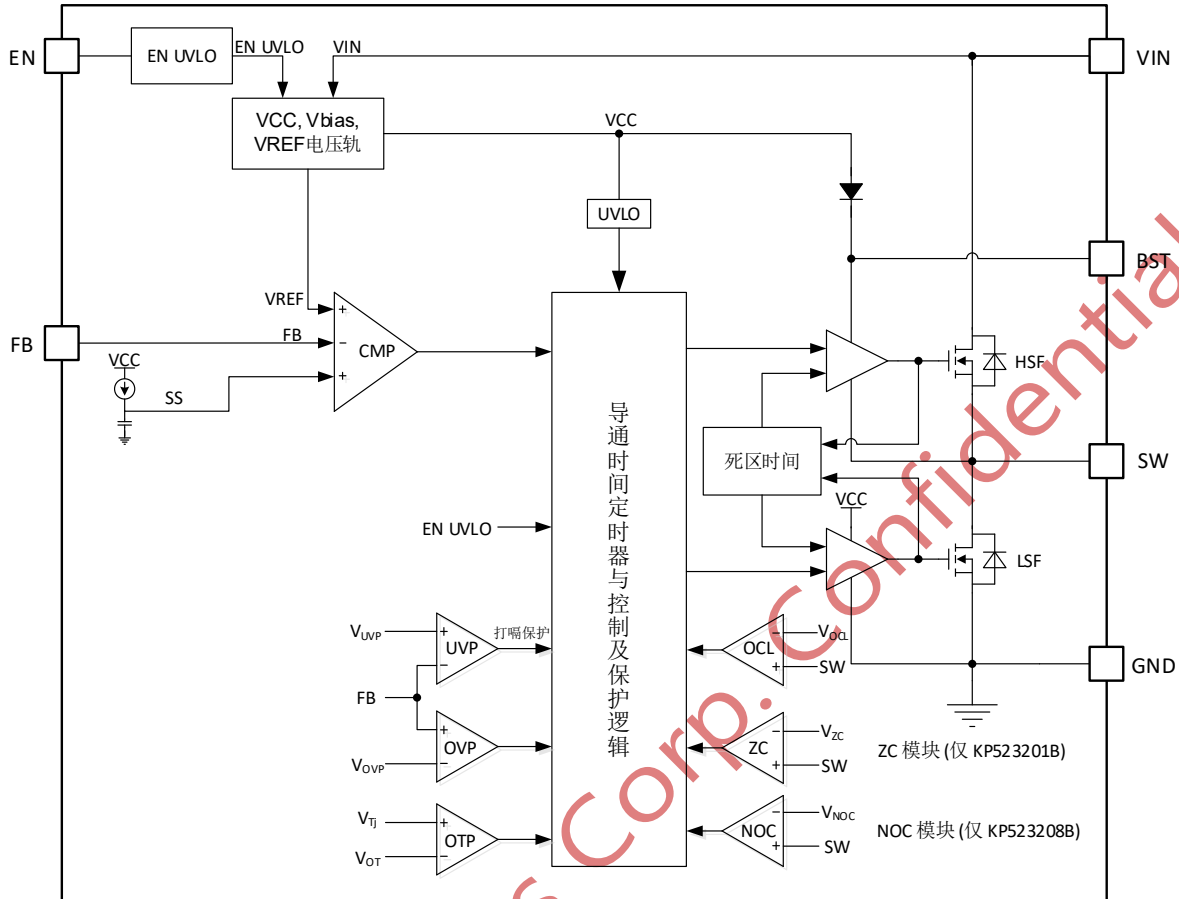 EN
EN UVLO
EN UVLO
VIN
VIN
VCC, Vbias,
VREF电压轨
VCC
UVLO
BST
VREF
FB
FB
CMP
VCC
SS
HSF
导通时间定时器与控制及保护逻辑
死区时间
SW
VCC
EN UVLO
LSF
VUVP
UVP
打嗝保护
OCL
VOCL
SW
GND
FB
VOVP
OVP
ZC
VZC
SW
ZC 模块 (仅 KP523201B)
VTj
VOT
OTP
NOC
VNOC
SW
NOC 模块 (仅 KP523208B)
s Corp. Confidential